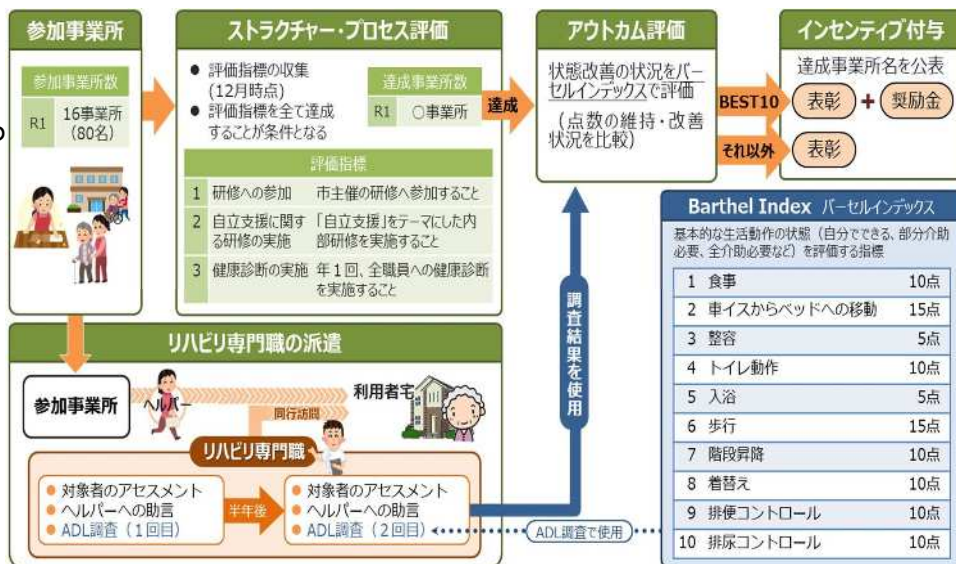 参加事業所
参加事業所数
R1 16事業所
(80名)
ストラクチャー・プロセス評価
● 評価指標の収集
(12月時点)
● 評価指標を全て達成
することが条件となる
達成事業所数
R1 ○事業所
評価指標
1 研修への参加 市主催の研修へ参加すること
2 自立支援に関す
る研修の実施
「自立支援」をテーマにした内
部研修を実施すること
3 健康診断の実施 年1回、全職員への健康診断
を実施すること
達成
アウトカム評価
状態改善の状況をバー
セルインデックスで評価
(点数の維持・改善
状況を比較)
BEST10
それ以外
インセンティブ付与
達成事業所名を公表
表彰 + 奨励金
表彰
リハビリ専門職の派遣
参加事業所
ヘルパー
同行訪問
利用者宅
リハビリ専門職
● 対象者のアセスメント
● ヘルパーへの助言
● ADL調査(1回目)
半年後
● 対象者のアセスメント
● ヘルパーへの助言
● ADL調査(2回目)
調査結果を使用
ADL調査で使用
Barthel Index バーセルインデックス
基本的な生活動作の状態(自分でできる、部分介助
必要、全介助必要など)を評価する指標
1 食事 10点
2 車イスからベッドへの移動 15点
3 整容 5点
4 トイレ動作 10点
5 入浴 5点
6 歩行 15点
7 階段昇降 10点
8 着替え 10点
9 排便コントロール 10点
10 排尿コントロール 10点